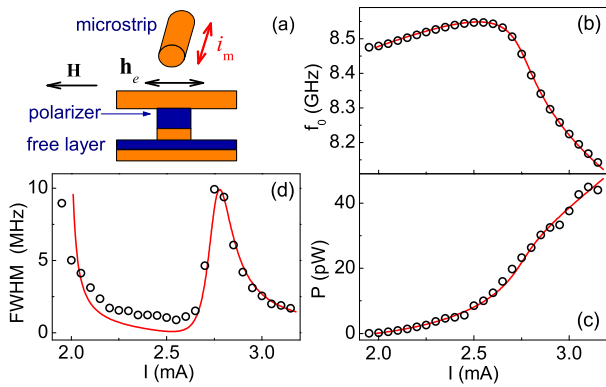 microstrip
(a)
i_m
H
h_e
polarizer
free layer
(b)
8.5
8.4
8.3
8.2
f_0 (GHz)
(d)
10
5
0
FWHM (MHz)
2.0 2.5 3.0
I (mA)
40
20
0
P (pW)
(c)
2.0 2.5 3.0
I (mA)